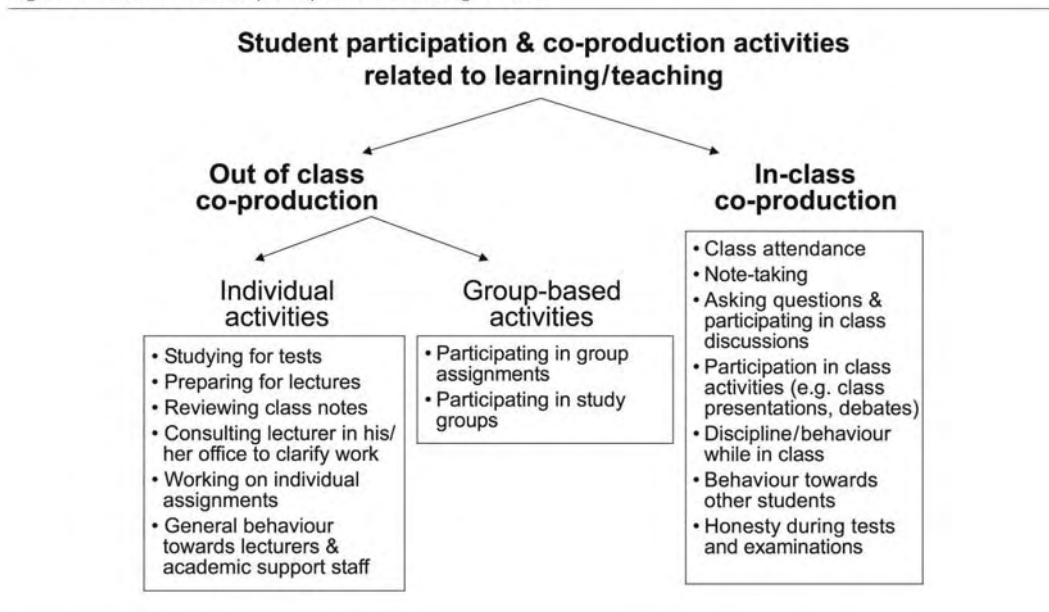 Student participation & co-production activities
related to learning/teaching
Out of class
co-production
In-class
co-production
Individual
activities
• Studying for tests
• Preparing for lectures
• Reviewing class notes
• Consulting lecturer in his/
her office to clarify work
• Working on individual
assignments
• General behaviour
towards lecturers &
academic support staff
Group-based
activities
• Participating in group
assignments
• Participating in study
groups
• Class attendance
• Note-taking
• Asking questions &
participating in class
discussions
• Participation in class
activities (e.g. class
presentations, debates)
• Discipline/behaviour
while in class
• Behaviour towards
other students
• Honesty during tests
and examinations